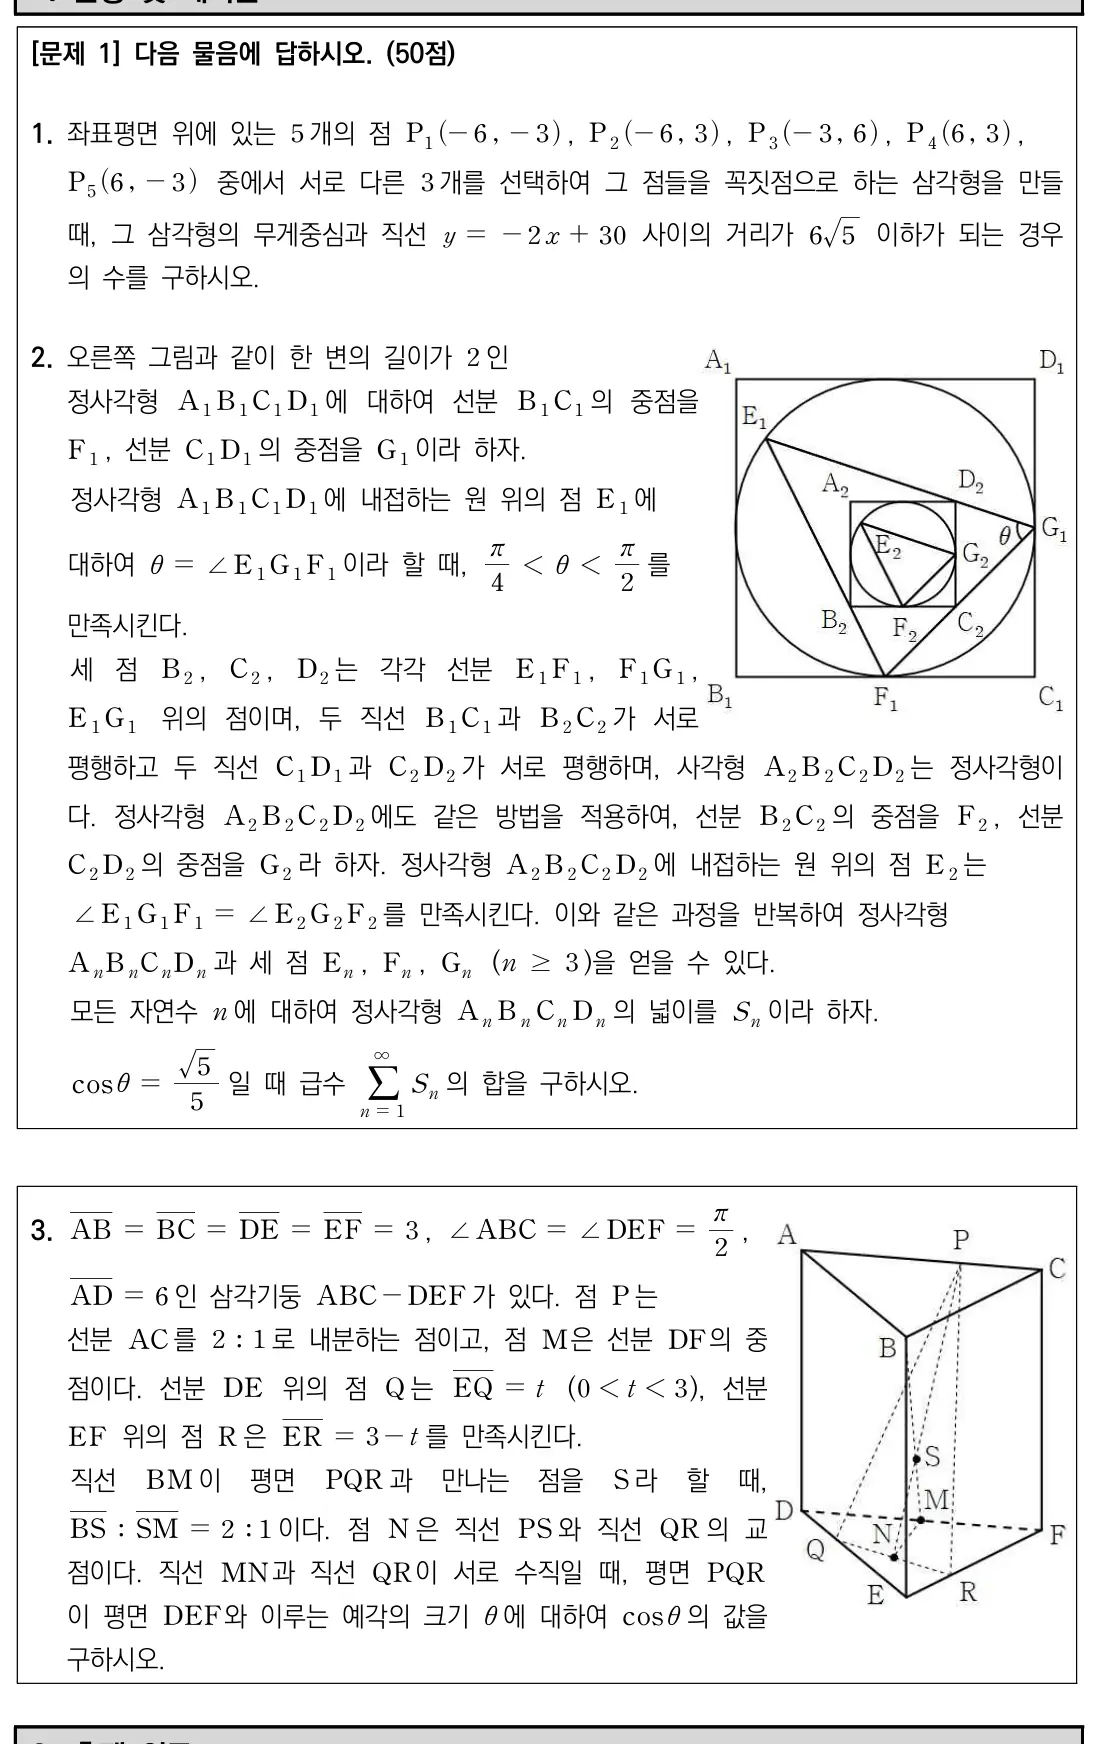 [문제 1] 다음 물음에 답하시오. (50점)
1. 좌표평면 위에 있는 5개의 점 P₁(−6, −3), P₂(−6, 3), P₃(−3, 6), P₄(6, 3),
P₅(6, −3) 중에서 서로 다른 3개를 선택하여 그 점들을 꼭짓점으로 하는 삼각형을 만들
때, 그 삼각형의 무게중심과 직선 y = −2x + 30 사이의 거리가 6√5 이하가 되는 경우
의 수를 구하시오.
2. 오른쪽 그림과 같이 한 변의 길이가 2인
정사각형 A₁B₁C₁D₁에 대하여 선분 B₁C₁의 중점을
F₁, 선분 C₁D₁의 중점을 G₁이라 하자.
정사각형 A₁B₁C₁D₁에 내접하는 원 위의 점 E₁에
대하여 θ = ∠E₁G₁F₁이라 할 때, π/4 < θ < π/2를
만족시킨다.
세 점 B₂, C₂, D₂는 각각 선분 E₁F₁, F₁G₁,
E₁G₁ 위의 점이며, 두 직선 B₁C₁과 B₂C₂가 서로
평행하고 두 직선 C₁D₁과 C₂D₂가 서로 평행하며, 사각형 A₂B₂C₂D₂는 정사각형이
다. 정사각형 A₂B₂C₂D₂에도 같은 방법을 적용하여, 선분 B₂C₂의 중점을 F₂, 선분
C₂D₂의 중점을 G₂라 하자. 정사각형 A₂B₂C₂D₂에 내접하는 원 위의 점 E₂는
∠E₁G₁F₁ = ∠E₂G₂F₂를 만족시킨다. 이와 같은 과정을 반복하여 정사각형
AₙBₙCₙDₙ과 세 점 Eₙ, Fₙ, Gₙ (n ≥ 3)을 얻을 수 있다.
모든 자연수 n에 대하여 정사각형 AₙBₙCₙDₙ의 넓이를 Sₙ이라 하자.
cosθ = √5/5 일 때 급수 ∑_{n=1}^{∞} Sₙ의 합을 구하시오.
A₁ D₁
E₁
A₂ D₂
E₂ G₂ θ G₁
B₂ F₂ C₂
B₁ F₁ C₁
3. A͞B͞ = B͞C͞ = D͞E͞ = E͞F͞ = 3, ∠ABC = ∠DEF = π/2,
A͞D͞ = 6인 삼각기둥 ABC−DEF가 있다. 점 P는
선분 AC를 2 : 1로 내분하는 점이고, 점 M은 선분 DF의 중
점이다. 선분 DE 위의 점 Q는 E͞Q͞ = t (0 < t < 3), 선분
EF 위의 점 R은 E͞R͞ = 3−t를 만족시킨다.
직선 BM이 평면 PQR과 만나는 점을 S라 할 때,
B͞S͞ : S͞M͞ = 2 : 1이다. 점 N은 직선 PS와 직선 QR의 교
점이다. 직선 MN과 직선 QR이 서로 수직일 때, 평면 PQR
이 평면 DEF와 이루는 예각의 크기 θ에 대하여 cosθ의 값을
구하시오.
A P C
B
S
D M
Q N F
E R